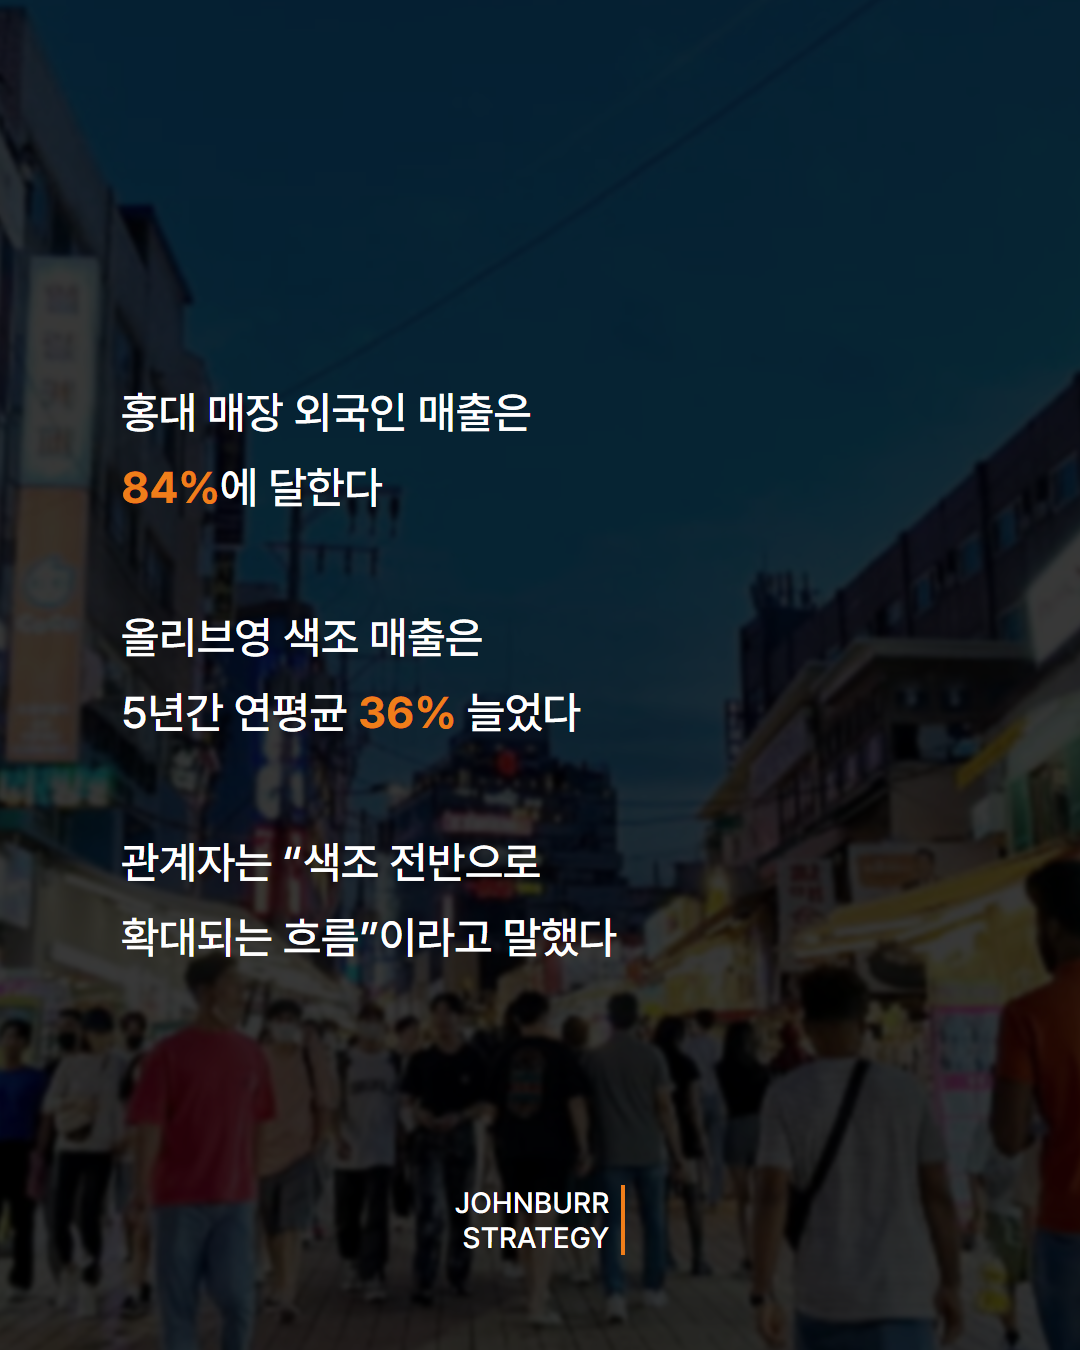 홍대 매장 외국인 매출은
84%에 달한다
올리브영 색조 매출은
5년간 연평균 36% 늘었다
관계자는 “색조 전반으로
확대되는 흐름”이라고 말했다
JOHNBURR
STRATEGY